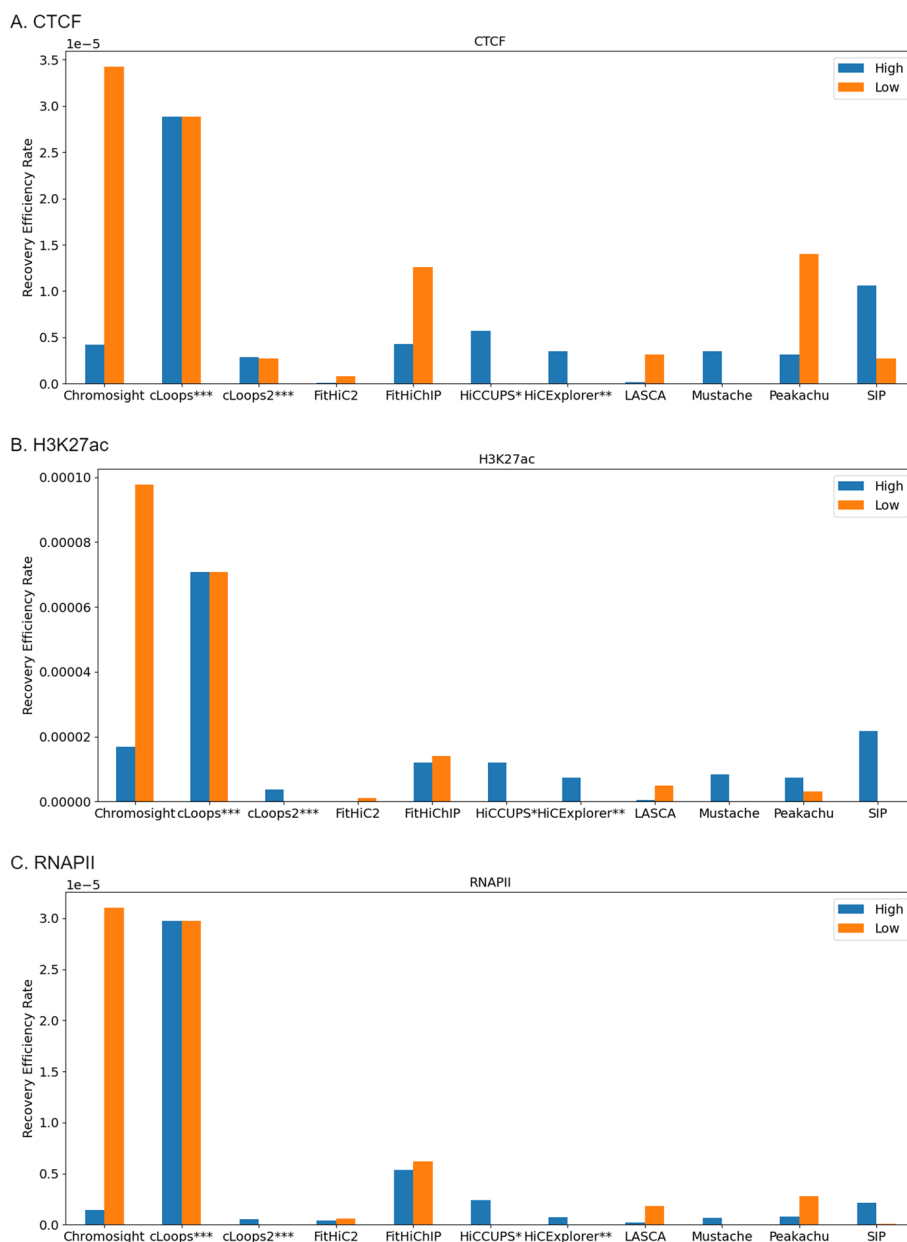 A. CTCF
1e−5
CTCF
3.5
3.0
2.5
2.0
1.5
1.0
0.5
0.0
Recovery Efficiency Rate
High
Low
Chromosight cLoops*** cLoops2*** FitHiC2 FitHiChIP HiCCUPS* HiCExplorer** LASCA Mustache Peakachu SIP
B. H3K27ac
H3K27ac
0.00010
0.00008
0.00006
0.00004
0.00002
0.00000
Recovery Efficiency Rate
High
Low
Chromosight cLoops*** cLoops2*** FitHiC2 FitHiChIP HiCCUPS* HiCExplorer** LASCA Mustache Peakachu SIP
C. RNAPII
1e−5
RNAPII
3.0
2.5
2.0
1.5
1.0
0.5
0.0
Recovery Efficiency Rate
High
Low
Chromosight cLoops*** cLoops2*** FitHiC2 FitHiChIP HiCCUPS* HiCExplorer** LASCA Mustache Peakachu SIP